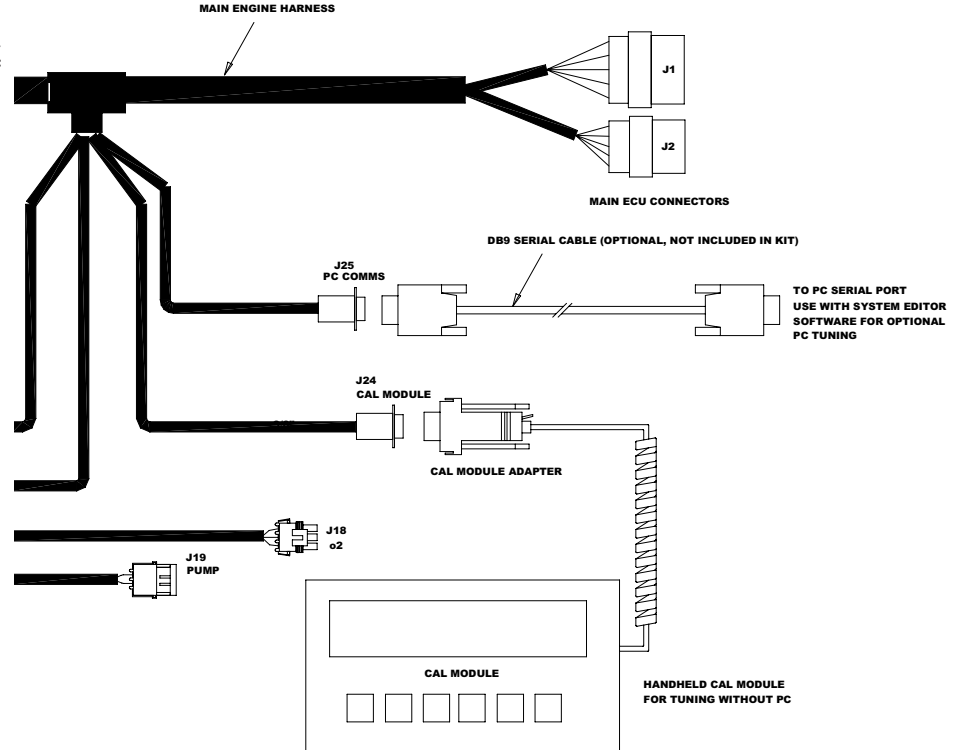 MAIN ENGINE HARNESS
J1
J2
MAIN ECU CONNECTORS
DB9 SERIAL CABLE (OPTIONAL, NOT INCLUDED IN KIT)
J25
PC COMMS
TO PC SERIAL PORT
USE WITH SYSTEM EDITOR
SOFTWARE FOR OPTIONAL
PC TUNING
J24
CAL MODULE
CAL MODULE ADAPTER
J18
o2
J19
PUMP
CAL MODULE
HANDHELD CAL MODULE
FOR TUNING WITHOUT PC